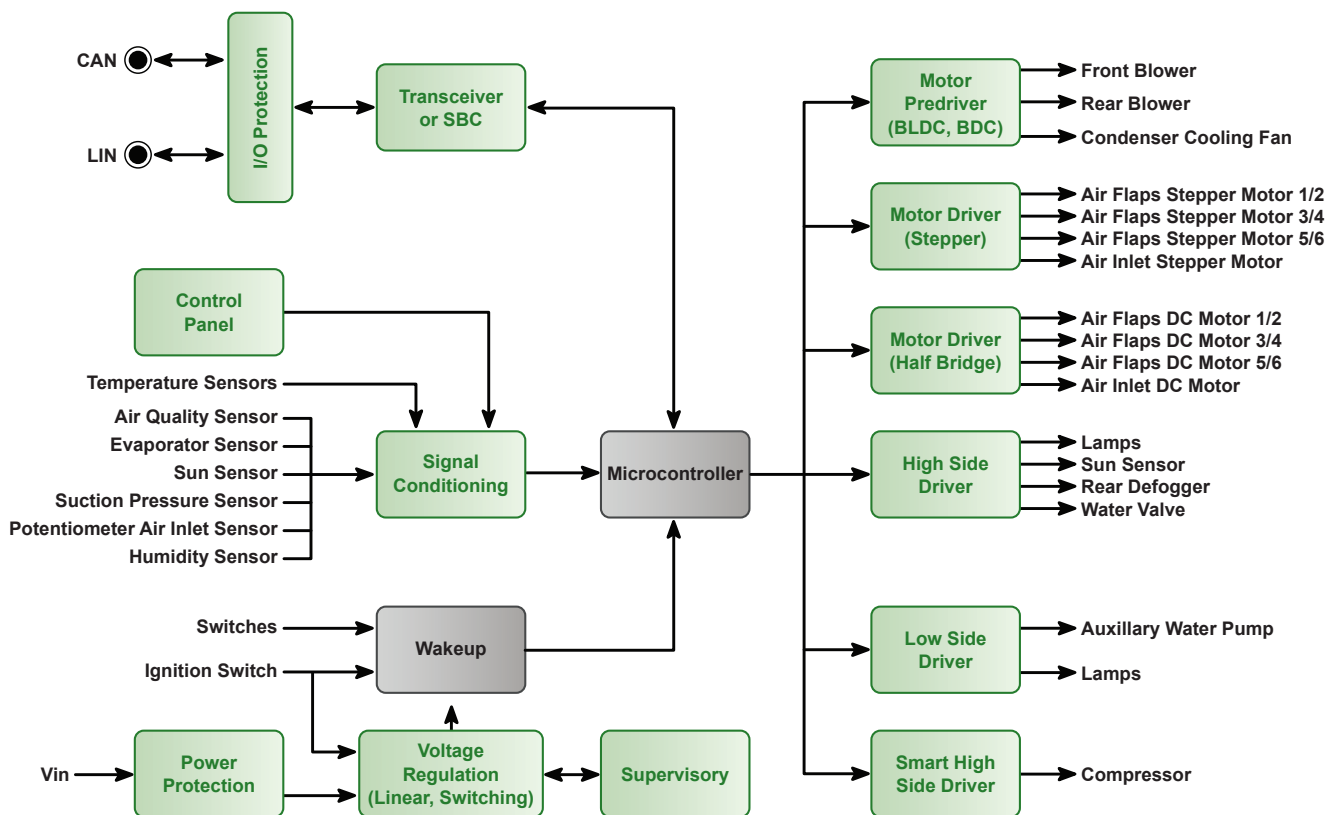 CAN
LIN
I/O Protection
Transceiver
or SBC
Control
Panel
Temperature Sensors
Air Quality Sensor
Evaporator Sensor
Sun Sensor
Suction Pressure Sensor
Potentiometer Air Inlet Sensor
Humidity Sensor
Signal
Conditioning
Microcontroller
Switches
Ignition Switch
Wakeup
Vin
Power
Protection
Voltage
Regulation
(Linear, Switching)
Supervisory
Motor
Predriver
(BLDC, BDC)
Front Blower
Rear Blower
Condenser Cooling Fan
Motor Driver
(Stepper)
Air Flaps Stepper Motor 1/2
Air Flaps Stepper Motor 3/4
Air Flaps Stepper Motor 5/6
Air Inlet Stepper Motor
Motor Driver
(Half Bridge)
Air Flaps DC Motor 1/2
Air Flaps DC Motor 3/4
Air Flaps DC Motor 5/6
Air Inlet DC Motor
High Side
Driver
Lamps
Sun Sensor
Rear Defogger
Water Valve
Low Side
Driver
Auxillary Water Pump
Lamps
Smart High
Side Driver
Compressor